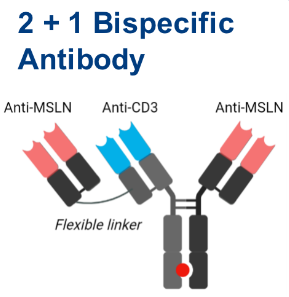 2 + 1 Bispecific
Antibody
Anti-MSLN Anti-CD3 Anti-MSLN
Flexible linker